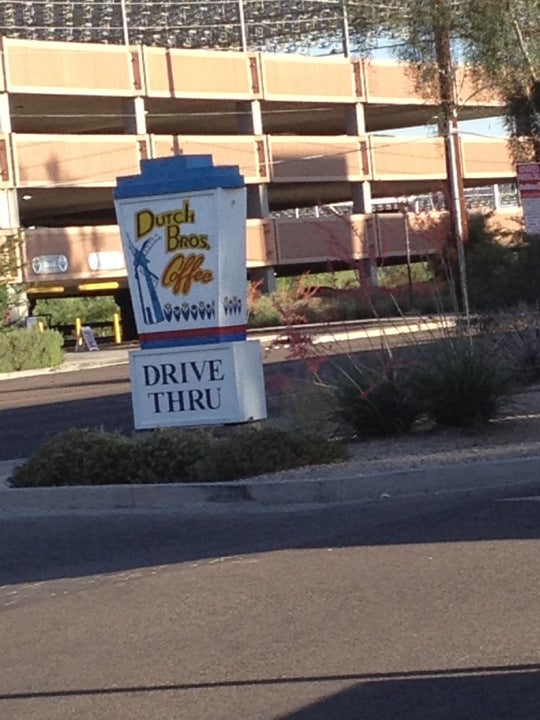 Dutch
Bros.
Coffee
DRIVE
THRU